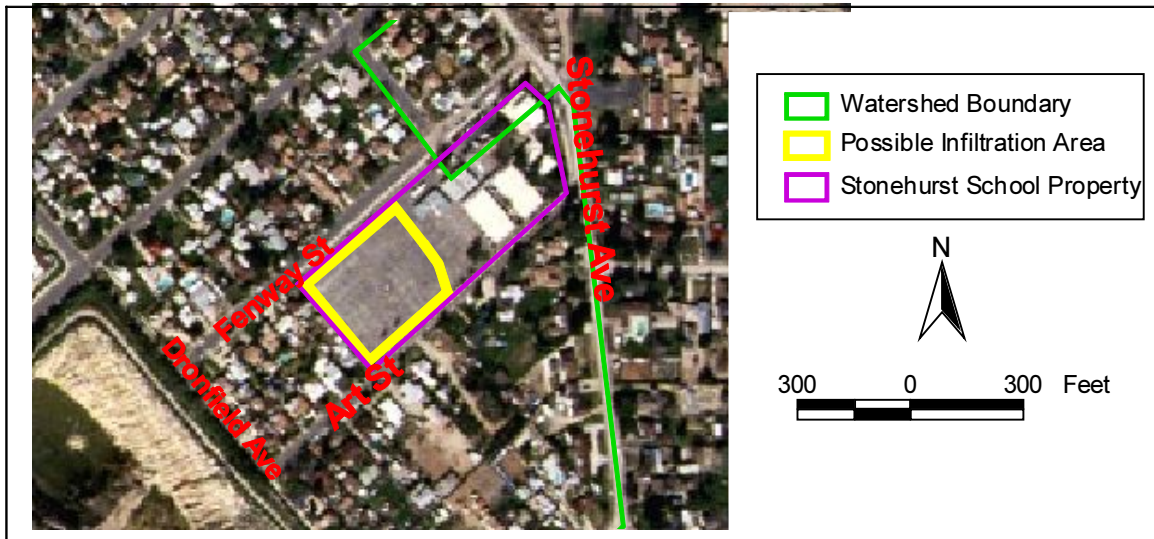 Stonehurst Ave
Fenway St
Dronfield Ave
Art St
Watershed Boundary
Possible Infiltration Area
Stonehurst School Property
N
300 0 300 Feet